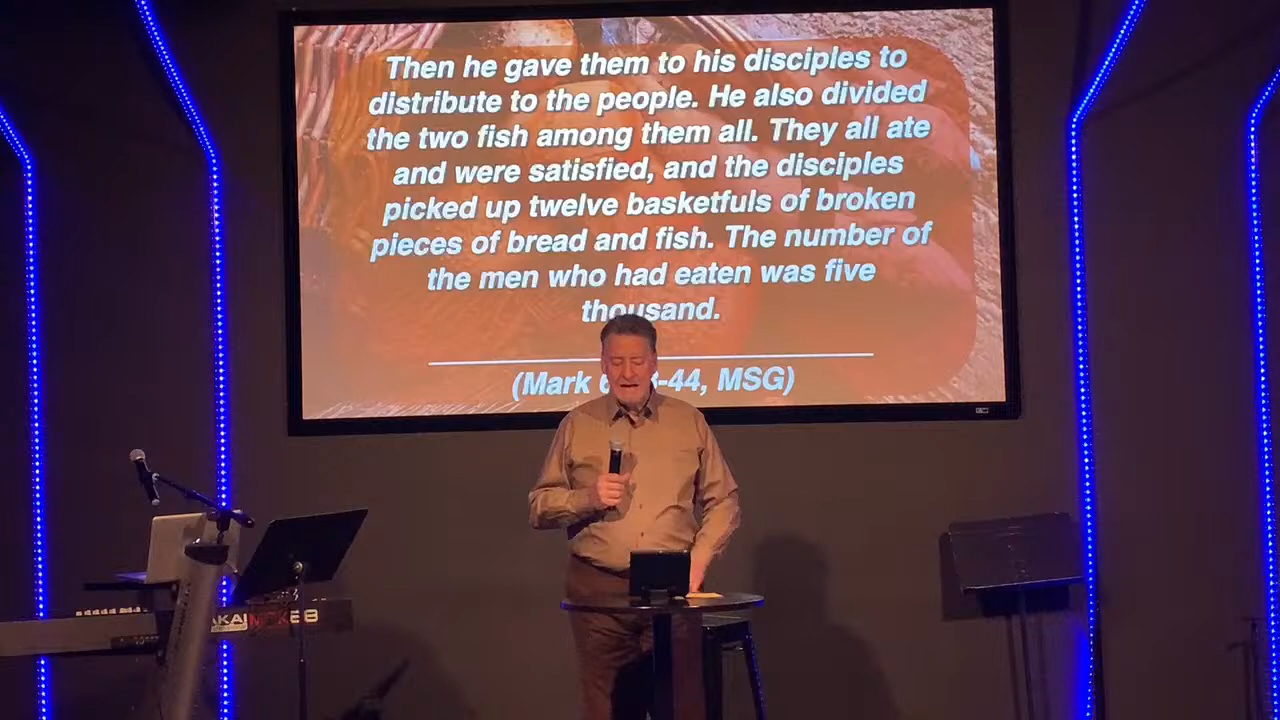 Then he gave them to his disciples to
distribute to the people. He also divided
the two fish among them all. They all ate
and were satisfied, and the disciples
picked up twelve basketfuls of broken
pieces of bread and fish. The number of
the men who had eaten was five
thousand.
(Mark -44, MSG)
AKAI MPK88